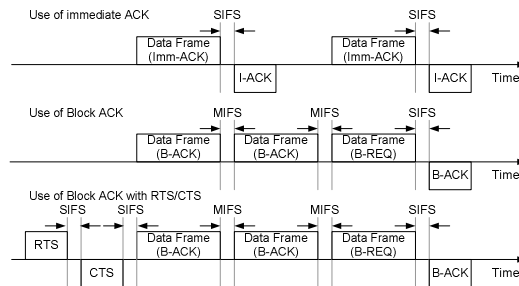 Use of immediate ACK
SIFS
SIFS
Data Frame
(Imm-ACK)
Data Frame
(Imm-ACK)
I-ACK
I-ACK
Time
Use of Block ACK
MIFS
MIFS
SIFS
Data Frame
(B-ACK)
Data Frame
(B-ACK)
Data Frame
(B-REQ)
B-ACK
Time
Use of Block ACK with RTS/CTS
SIFS
SIFS
MIFS
MIFS
SIFS
RTS
CTS
Data Frame
(B-ACK)
Data Frame
(B-ACK)
Data Frame
(B-REQ)
B-ACK
Time